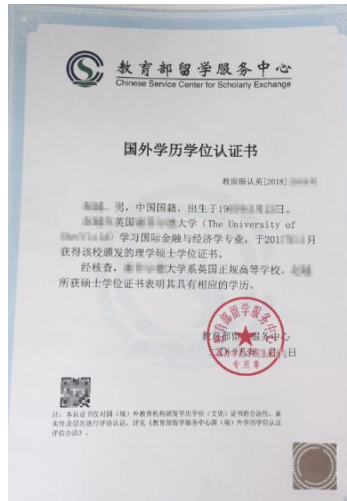 教育部留学服务中心
Chinese Service Center for Scholarly Exchange
国外学历学位认证书
教留服认英[2018]
男，中国国籍，出生于19 日。
英国 大学（The University of
）学习国际金融与经济学专业，于201 月
获得该校颁发的理学硕士学位证书。
经核查， 大学系英国正规高等学校，
所获硕士学位证书表明其具有相应的学历。
教育部留学服务中心
国外学历学位认证
二〇一八年 月 日
专用章
注：本认证书仅对国（境）外教育机构颁发学历学位（文凭）证书的合法性、真
实性及层次进行评估认证。详见《教育部留学服务中心国（境）外学历学位认证
评估办法》。